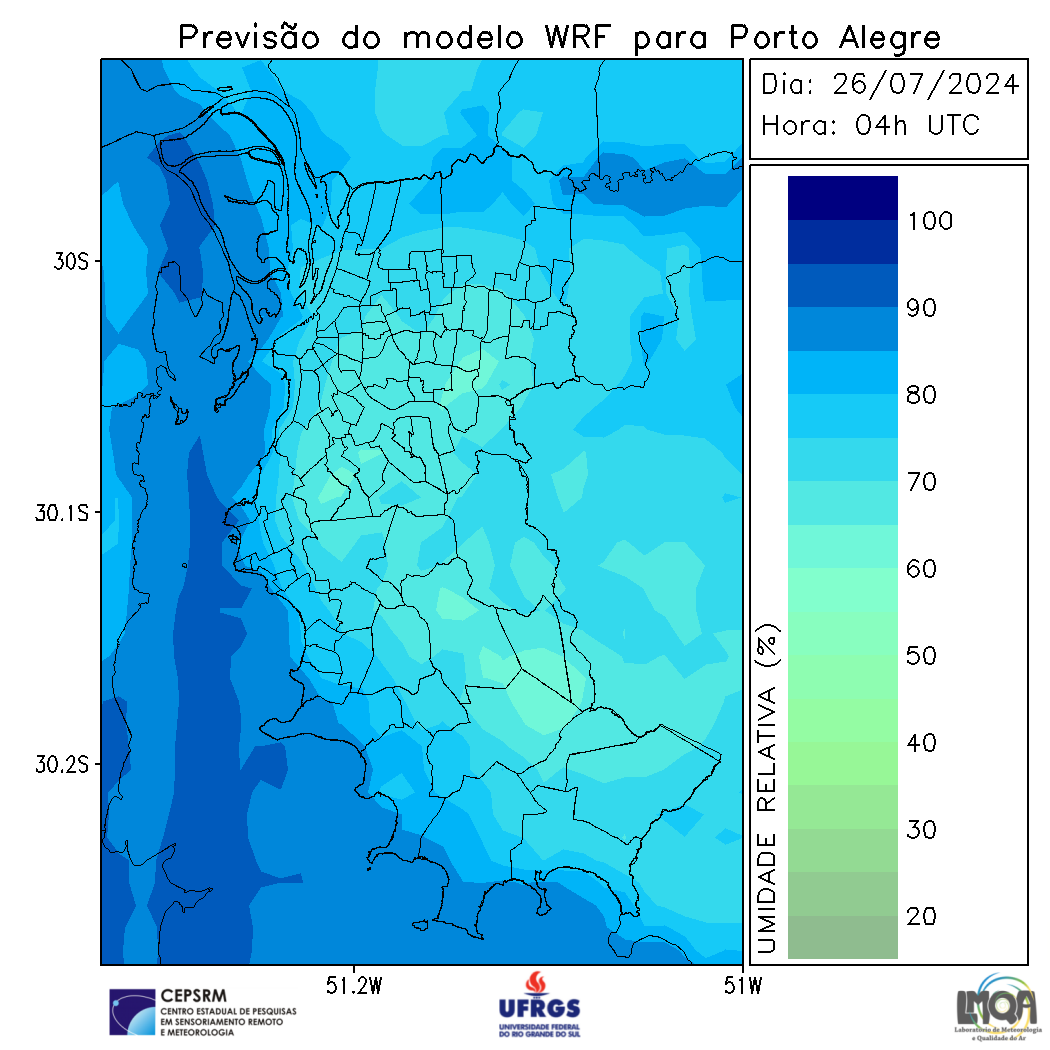 Previsão do modelo WRF para Porto Alegre
Dia: 26/07/2024
Hora: 04h UTC
30S
30.1S
30.2S
51.2W
51W
100
90
80
70
60
50
40
30
20
UMIDADE RELATIVA (%)
CEPSRM
CENTRO ESTADUAL DE PESQUISAS
EM SENSORIAMENTO REMOTO
E METEOROLOGIA
UFRGS
UNIVERSIDADE FEDERAL
DO RIO GRANDE DO SUL
LMQA
Laboratório de Meteorologia
e Qualidade do Ar